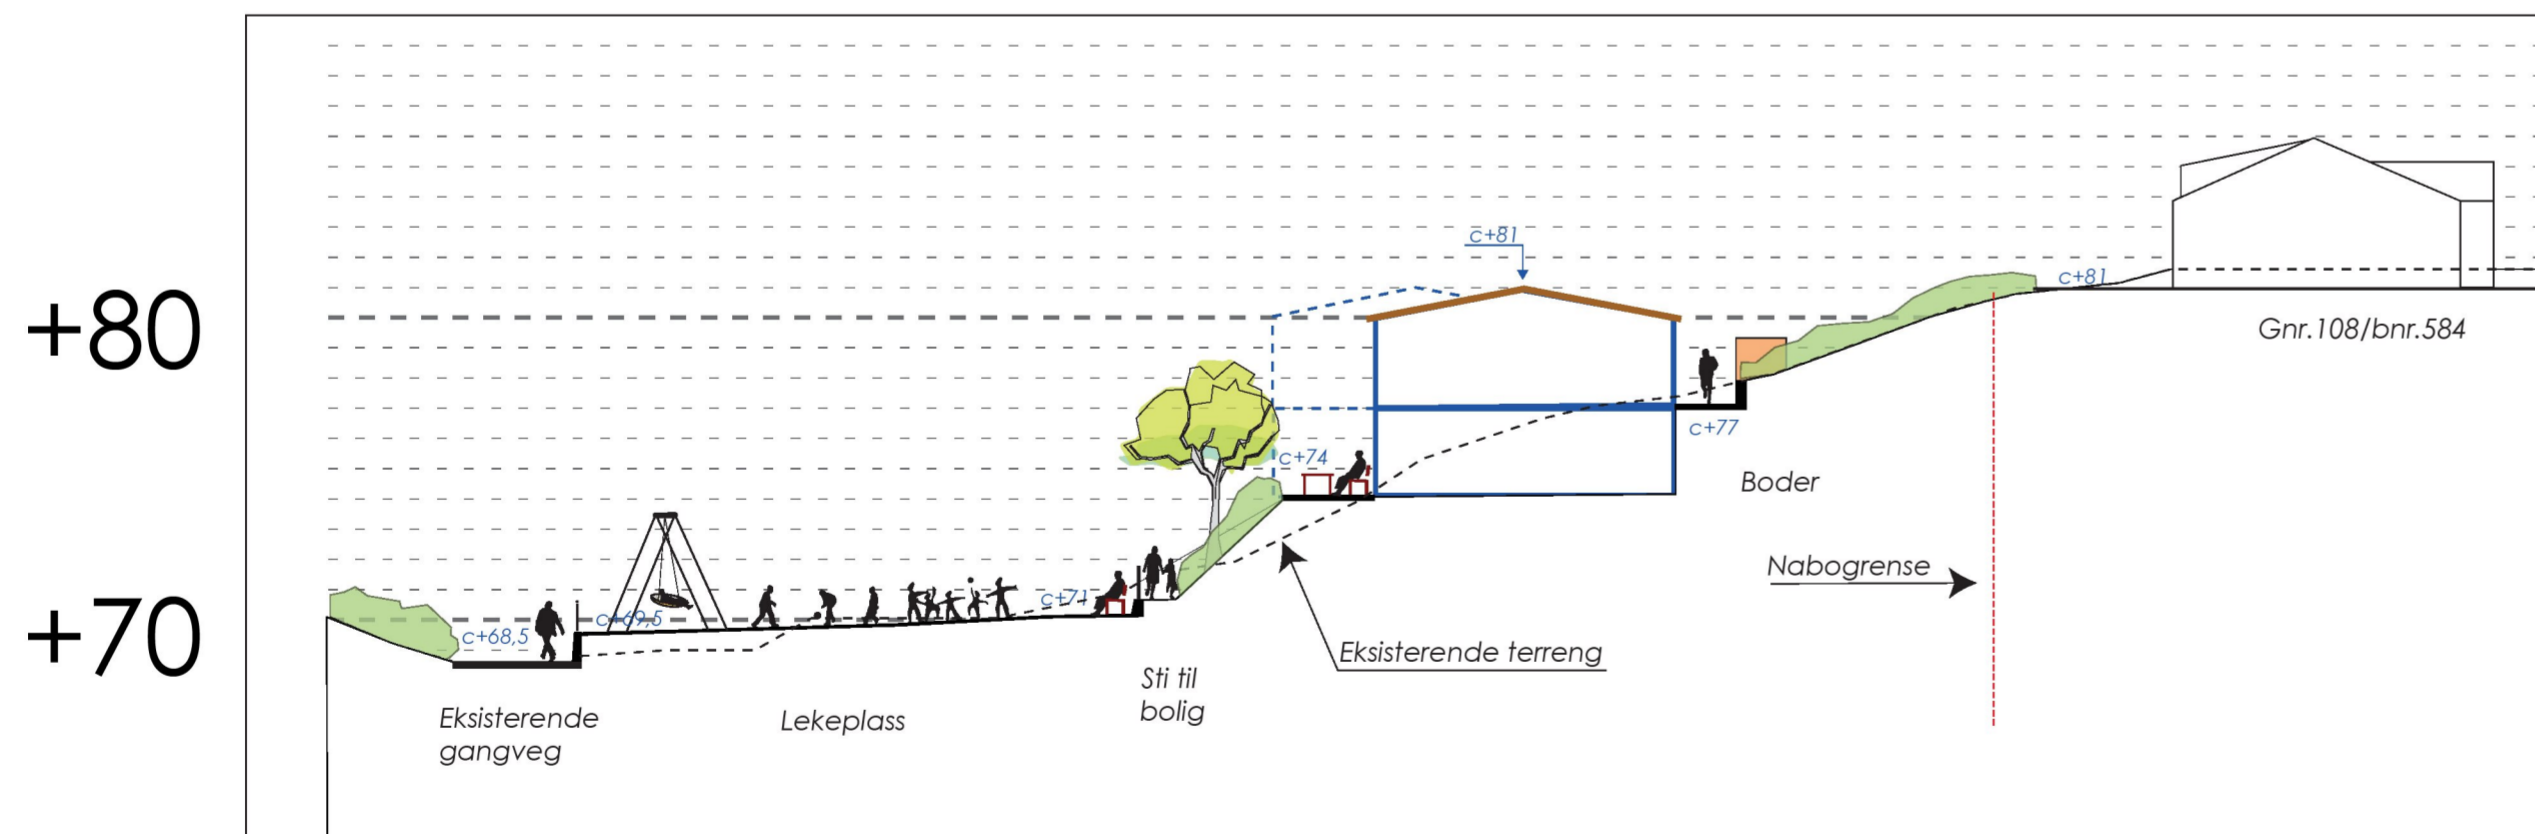 c+81
+80
c+81
Gnr.108/bnr.584
c+77
c+74
Boder
Nabogrense
+70
c+71
c+69,5
c+68,5
Eksisterende terreng
Sti til
bolig
Eksisterende
gangveg
Lekeplass